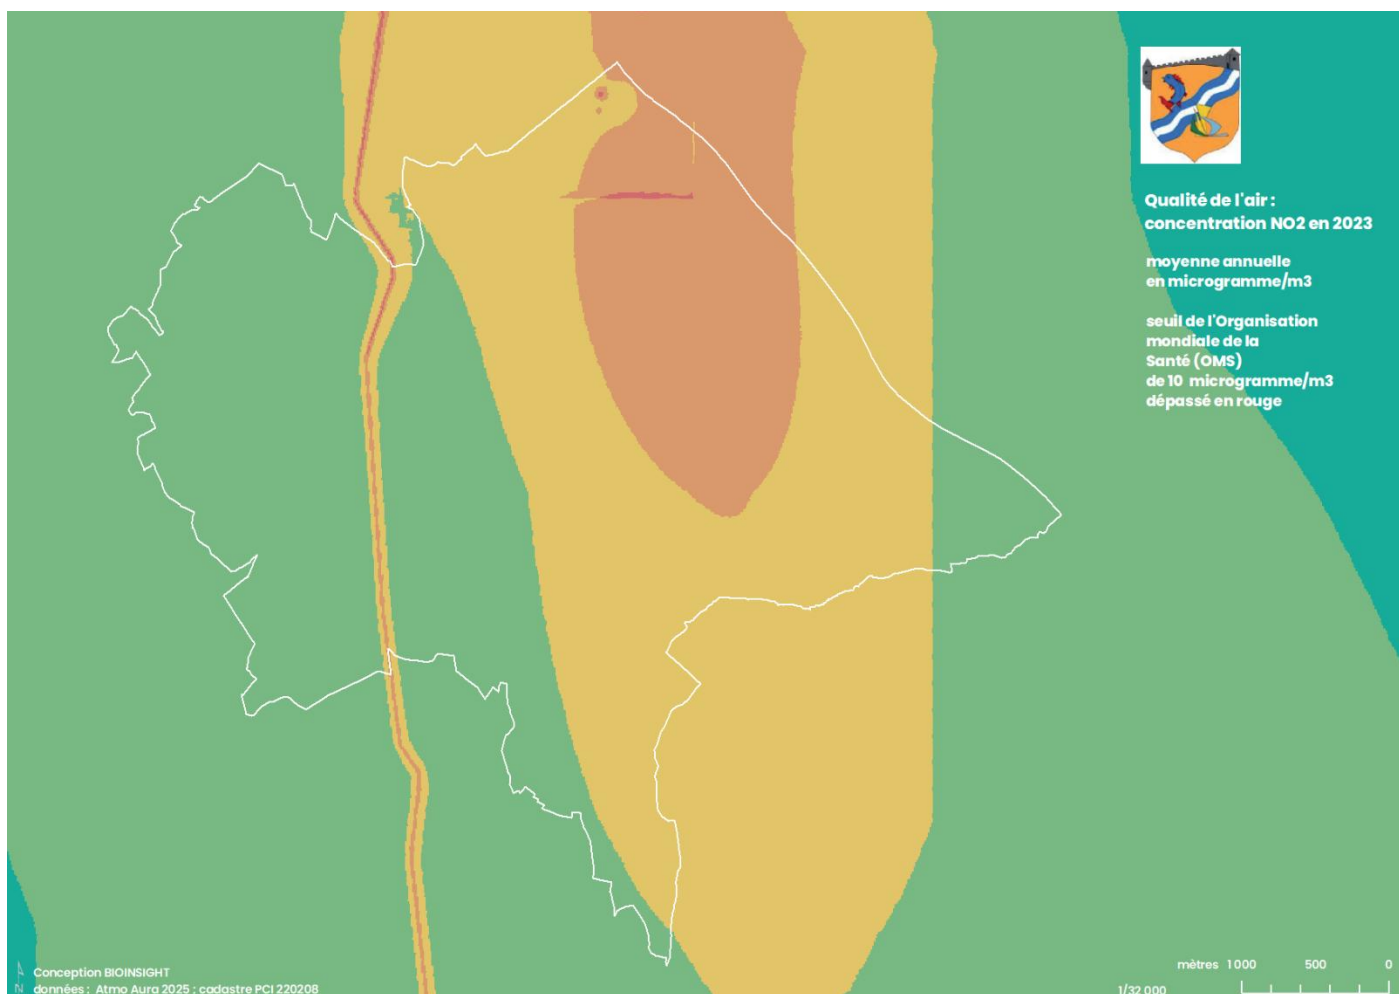 Qualité de l'air :
concentration NO2 en 2023
moyenne annuelle
en microgramme/m3
seuil de l'Organisation
mondiale de la
Santé (OMS)
de 10 microgramme/m3
dépassé en rouge
N
Conception BIOINSIGHT
données : Atmo Aura 2025 ; cadastre PCI 220208
mètres 1 000 500 0
1/32 000